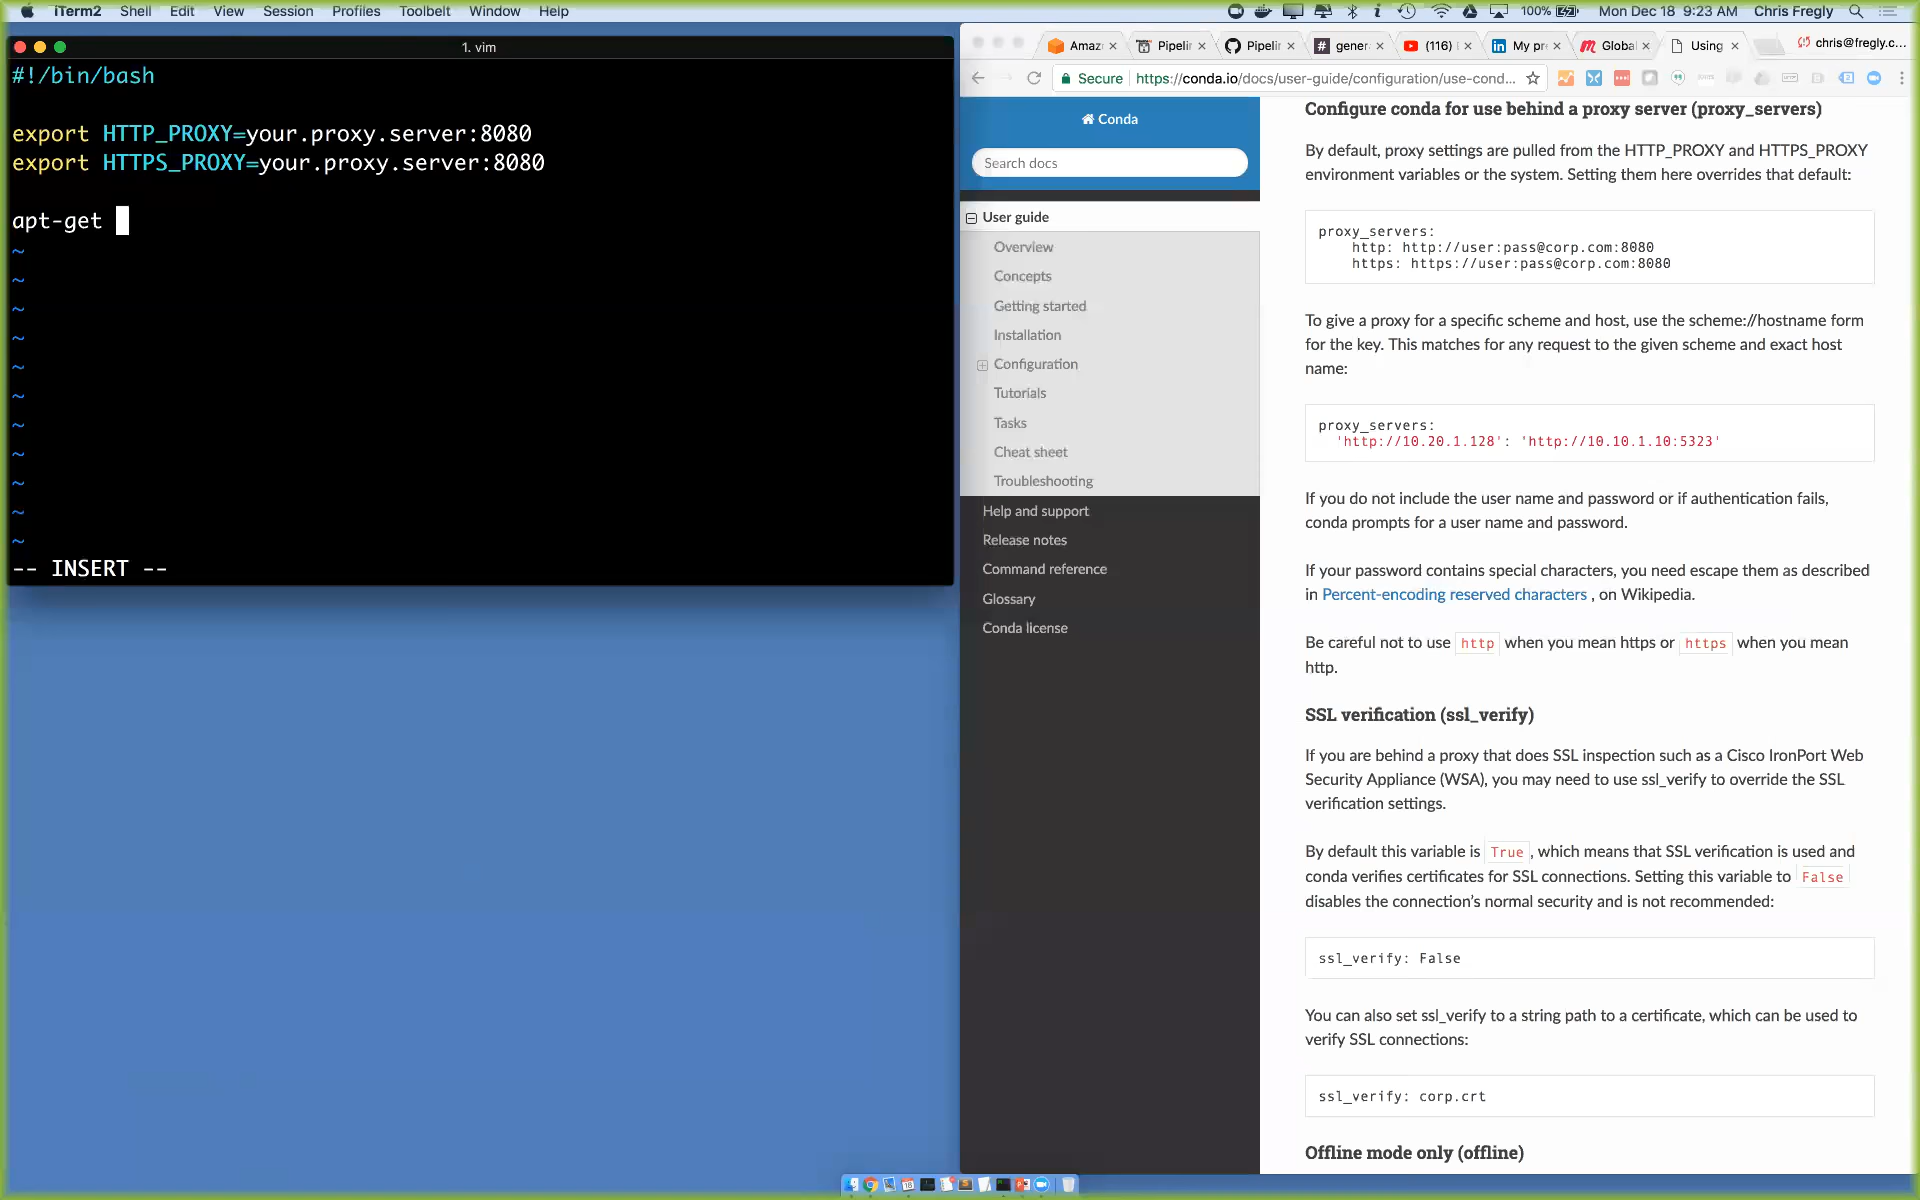 iTerm2 Shell Edit View Session Profiles Toolbelt Window Help
100% Mon Dec 18 9:23 AM Chris Fregly
1. vim
#!/bin/bash
export HTTP_PROXY=your.proxy.server:8080
export HTTPS_PROXY=your.proxy.server:8080
apt-get
~
~
~
~
~
~
~
~
~
~
~
-- INSERT --
Amaz Pipelin Pipelin gener (116) My pr Global Using chris@fregly.c...
Secure https://conda.io/docs/user-guide/configuration/use-cond...
Conda
Search docs
User guide
Overview
Concepts
Getting started
Installation
Configuration
Tutorials
Tasks
Cheat sheet
Troubleshooting
Help and support
Release notes
Command reference
Glossary
Conda license
Configure conda for use behind a proxy server (proxy_servers)
By default, proxy settings are pulled from the HTTP_PROXY and HTTPS_PROXY
environment variables or the system. Setting them here overrides that default:
proxy_servers:
http: http://user:pass@corp.com:8080
https: https://user:pass@corp.com:8080
To give a proxy for a specific scheme and host, use the scheme://hostname form
for the key. This matches for any request to the given scheme and exact host
name:
proxy_servers:
'http://10.20.1.128': 'http://10.10.1.10:5323'
If you do not include the user name and password or if authentication fails,
conda prompts for a user name and password.
If your password contains special characters, you need escape them as described
in Percent-encoding reserved characters , on Wikipedia.
Be careful not to use http when you mean https or https when you mean
http.
SSL verification (ssl_verify)
If you are behind a proxy that does SSL inspection such as a Cisco IronPort Web
Security Appliance (WSA), you may need to use ssl_verify to override the SSL
verification settings.
By default this variable is True , which means that SSL verification is used and
conda verifies certificates for SSL connections. Setting this variable to False
disables the connection's normal security and is not recommended:
ssl_verify: False
You can also set ssl_verify to a string path to a certificate, which can be used to
verify SSL connections:
ssl_verify: corp.crt
Offline mode only (offline)